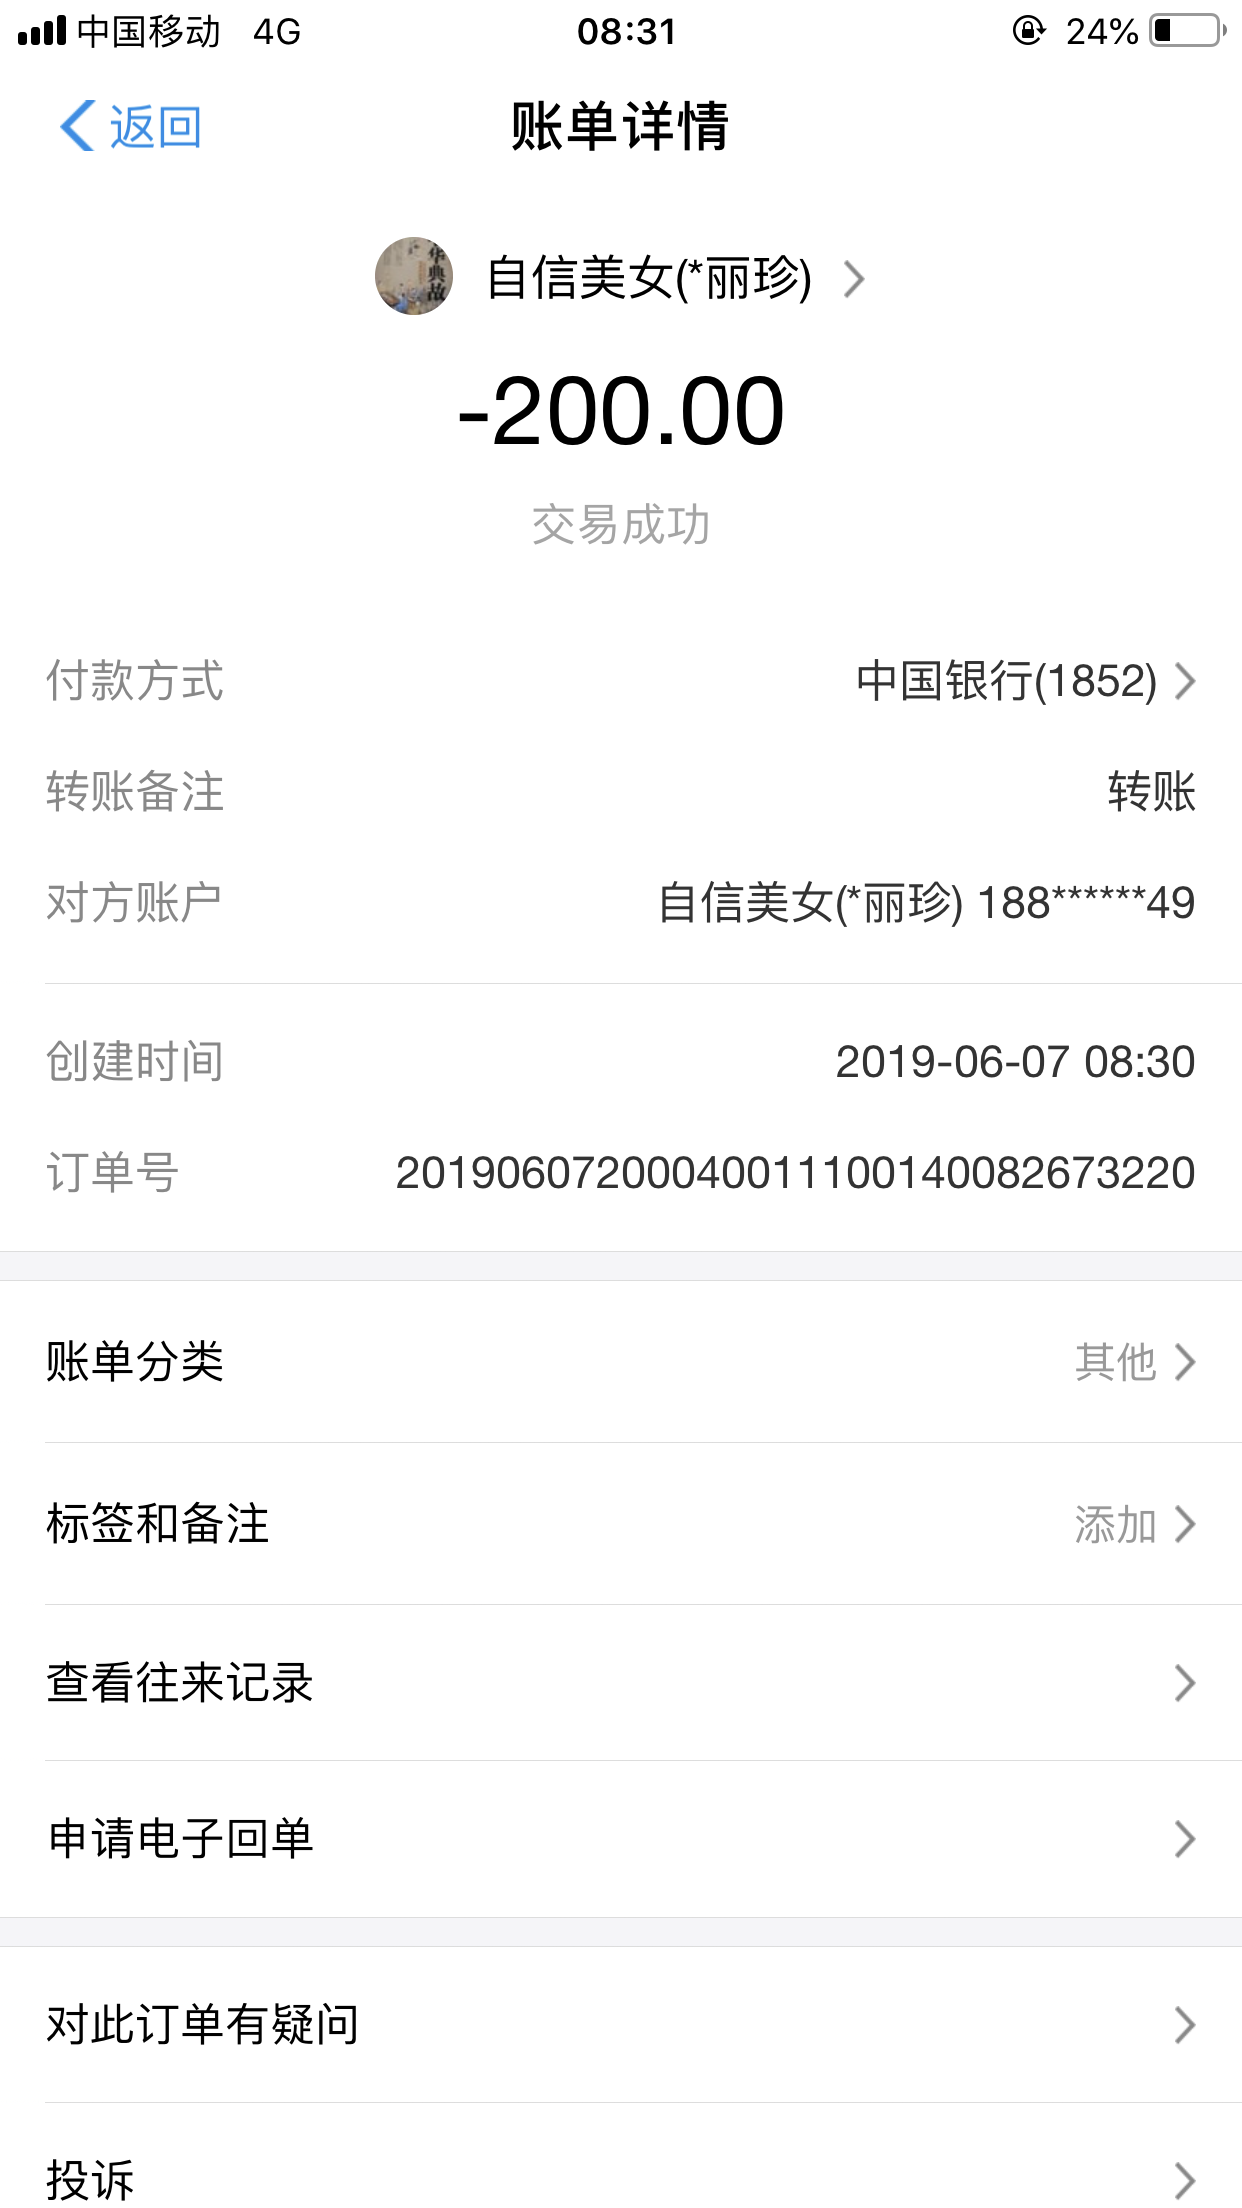 中国移动 4G 08:31 24%
返回 账单详情
自信美女(*丽珍)
-200.00
交易成功
付款方式 中国银行(1852)
转账备注 转账
对方账户 自信美女(*丽珍) 188******49
创建时间 2019-06-07 08:30
订单号 20190607200040011100140082673220
账单分类 其他
标签和备注 添加
查看往来记录
申请电子回单
对此订单有疑问
投诉